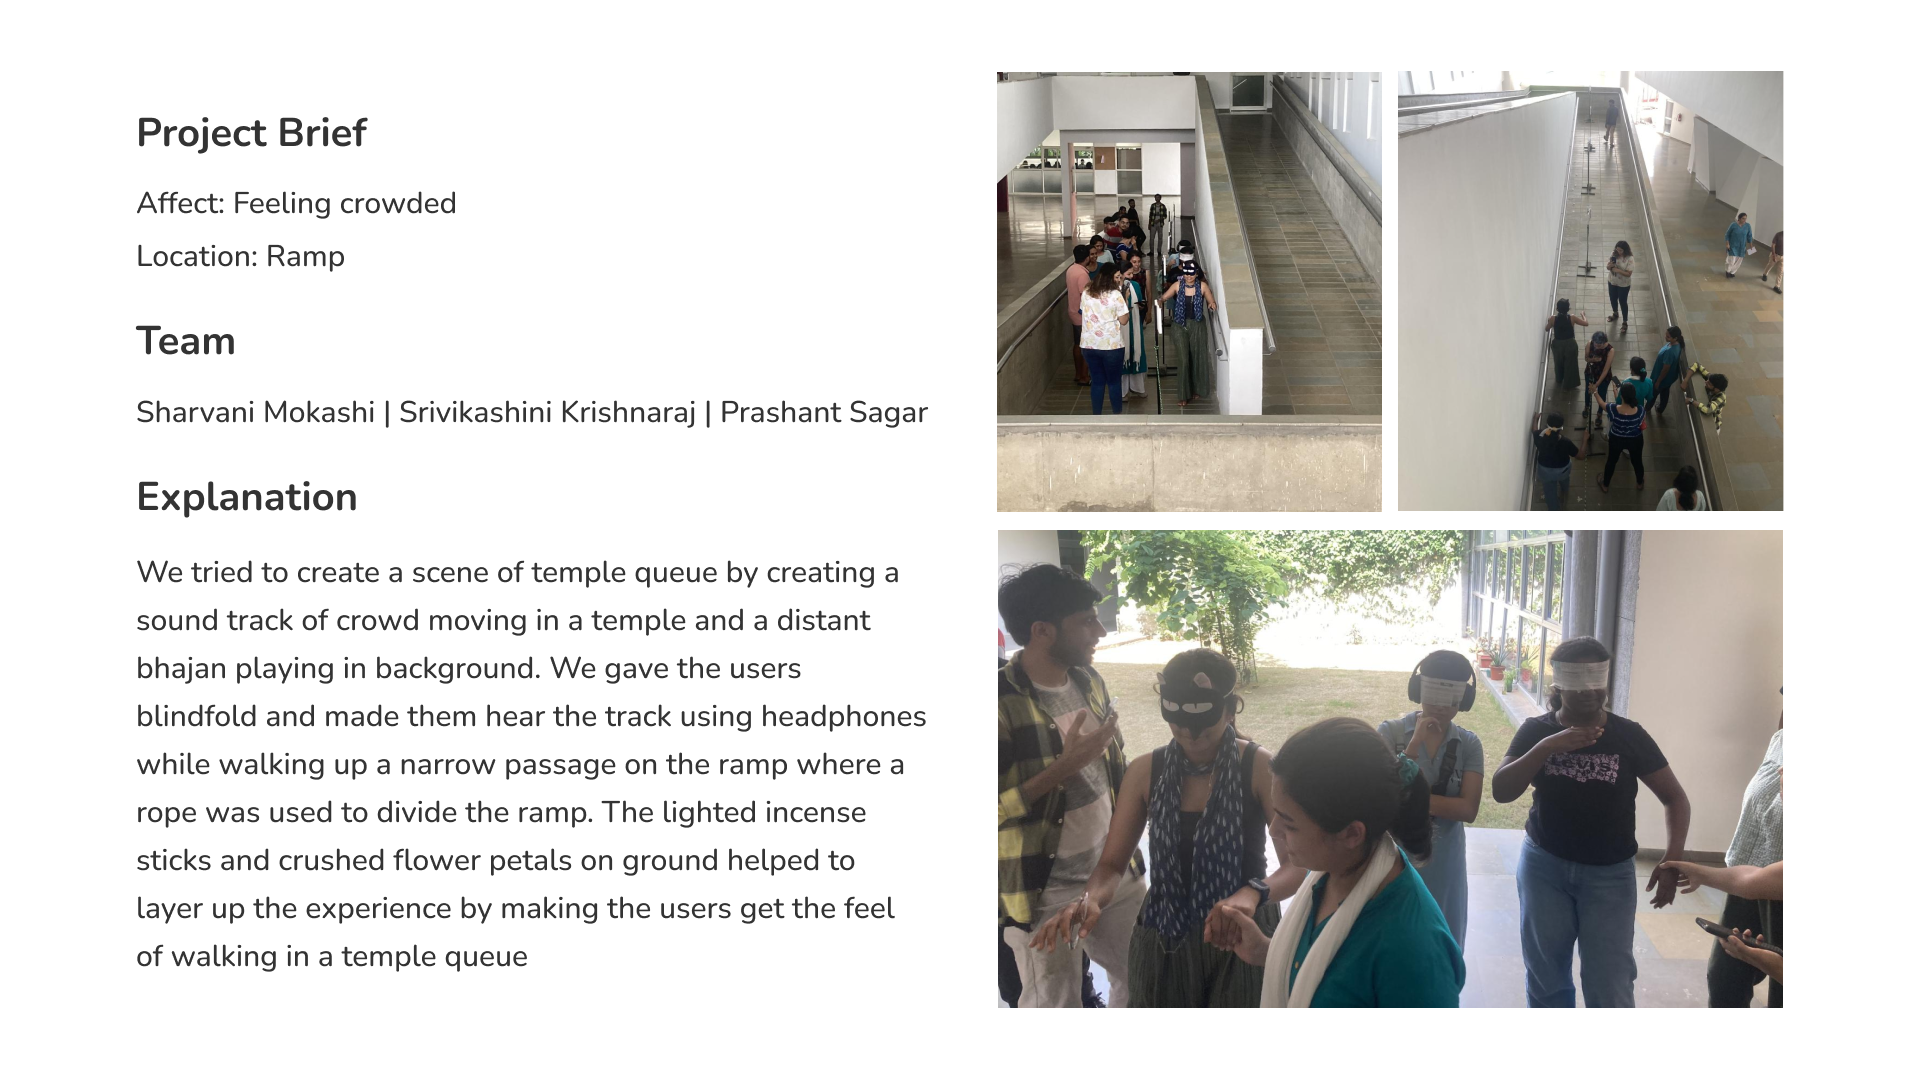 Project Brief
Affect: Feeling crowded
Location: Ramp
Team
Sharvani Mokashi | Srivikashini Krishnaraj | Prashant Sagar
Explanation
We tried to create a scene of temple queue by creating a
sound track of crowd moving in a temple and a distant
bhajan playing in background. We gave the users
blindfold and made them hear the track using headphones
while walking up a narrow passage on the ramp where a
rope was used to divide the ramp. The lighted incense
sticks and crushed flower petals on ground helped to
layer up the experience by making the users get the feel
of walking in a temple queue